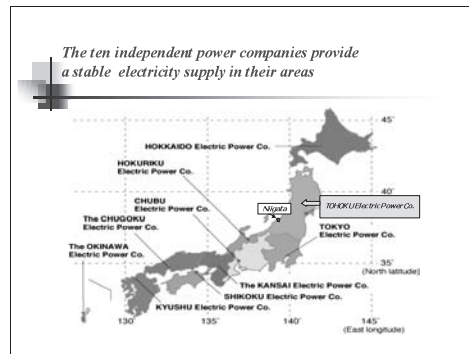 The ten independent power companies provide
a stable electricity supply in their areas
45°
HOKKAIDO Electric Power Co.
HOKURIKU
Electric Power Co.
40°
CHUBU
Electric Power Co.
Niigata
TOHOKU Electric Power Co.
The CHUGOKU
Electric Power Co.
TOKYO
Electric Power Co.
The OKINAWA
Electric Power Co.
35°
(North latitude)
The KANSAI Electric Power Co.
SHIKOKU Electric Power Co.
KYUSHU Electric Power Co.
130° 135° 140° 145°
(East longitude)